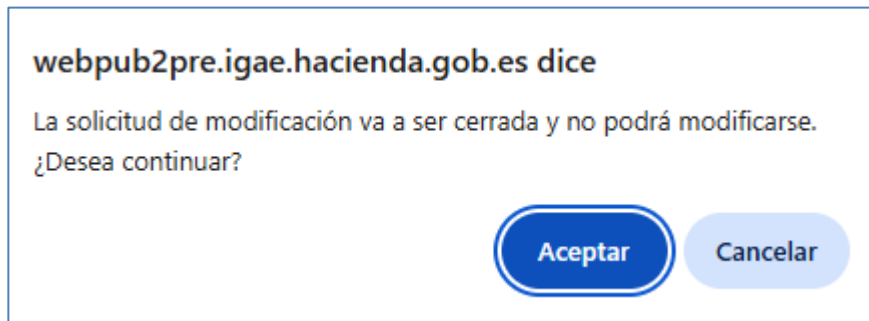 webpub2pre.igae.hacienda.gob.es dice
La solicitud de modificación va a ser cerrada y no podrá modificarse.
¿Desea continuar?
Aceptar
Cancelar